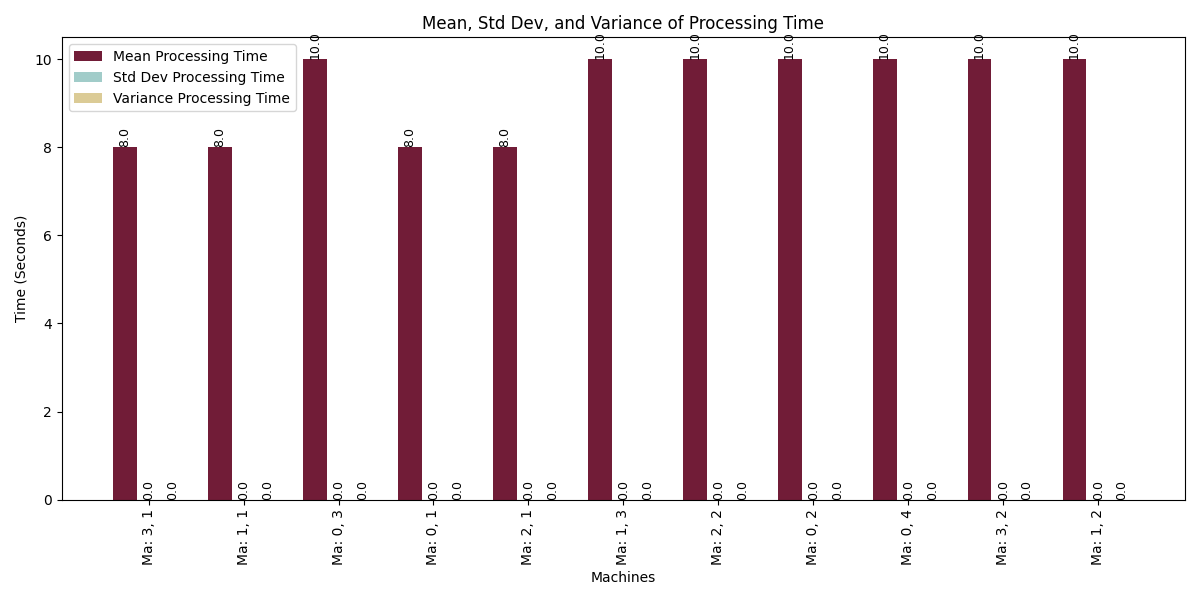 Mean, Std Dev, and Variance of Processing Time
Mean Processing Time
Std Dev Processing Time
Variance Processing Time
Time (Seconds)
10
8
6
4
2
0
8.0 8.0 10.0 8.0 8.0 10.0 10.0 10.0 10.0 10.0 10.0
0.0 0.0 0.0 0.0 0.0 0.0 0.0 0.0 0.0 0.0 0.0 0.0 0.0 0.0 0.0 0.0 0.0 0.0 0.0 0.0 0.0 0.0
Ma: 3, 1
Ma: 1, 1
Ma: 0, 3
Ma: 0, 1
Ma: 2, 1
Ma: 1, 3
Ma: 2, 2
Ma: 0, 2
Ma: 0, 4
Ma: 3, 2
Ma: 1, 2
Machines